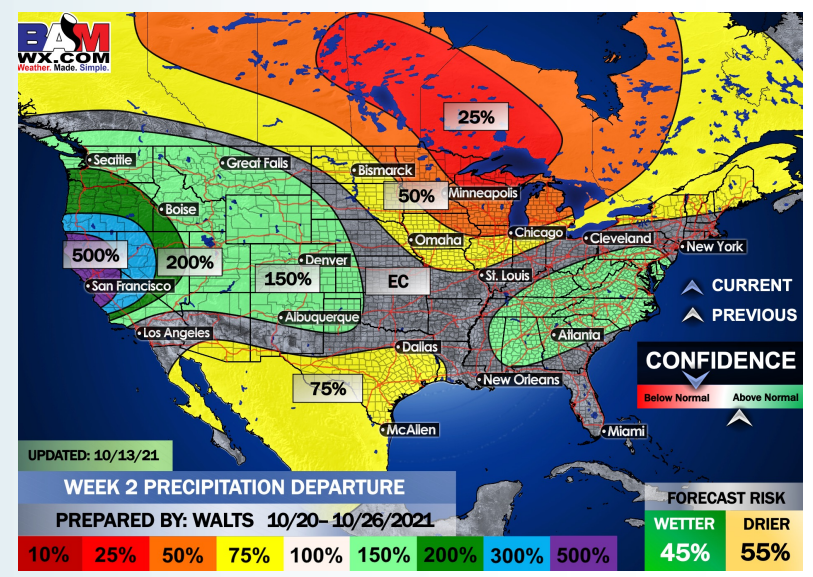 BAM
WX.COM
Weather. Made. Simple.
25%
Seattle
Great Falls
Bismarck
50%
Minneapolis
Boise
Omaha
Chicago
Cleveland
New York
500%
200%
Denver
150%
EC
St. Louis
San Francisco
CURRENT
PREVIOUS
Albuquerque
Los Angeles
Atlanta
Dallas
CONFIDENCE
New Orleans
75%
Below Normal
Above Normal
McAllen
Miami
UPDATED: 10/13/21
WEEK 2 PRECIPITATION DEPARTURE
FORECAST RISK
PREPARED BY: WALTS 10/20– 10/26/2021
WETTER
DRIER
45%
55%
10% 25% 50% 75% 100% 150% 200% 300% 500%